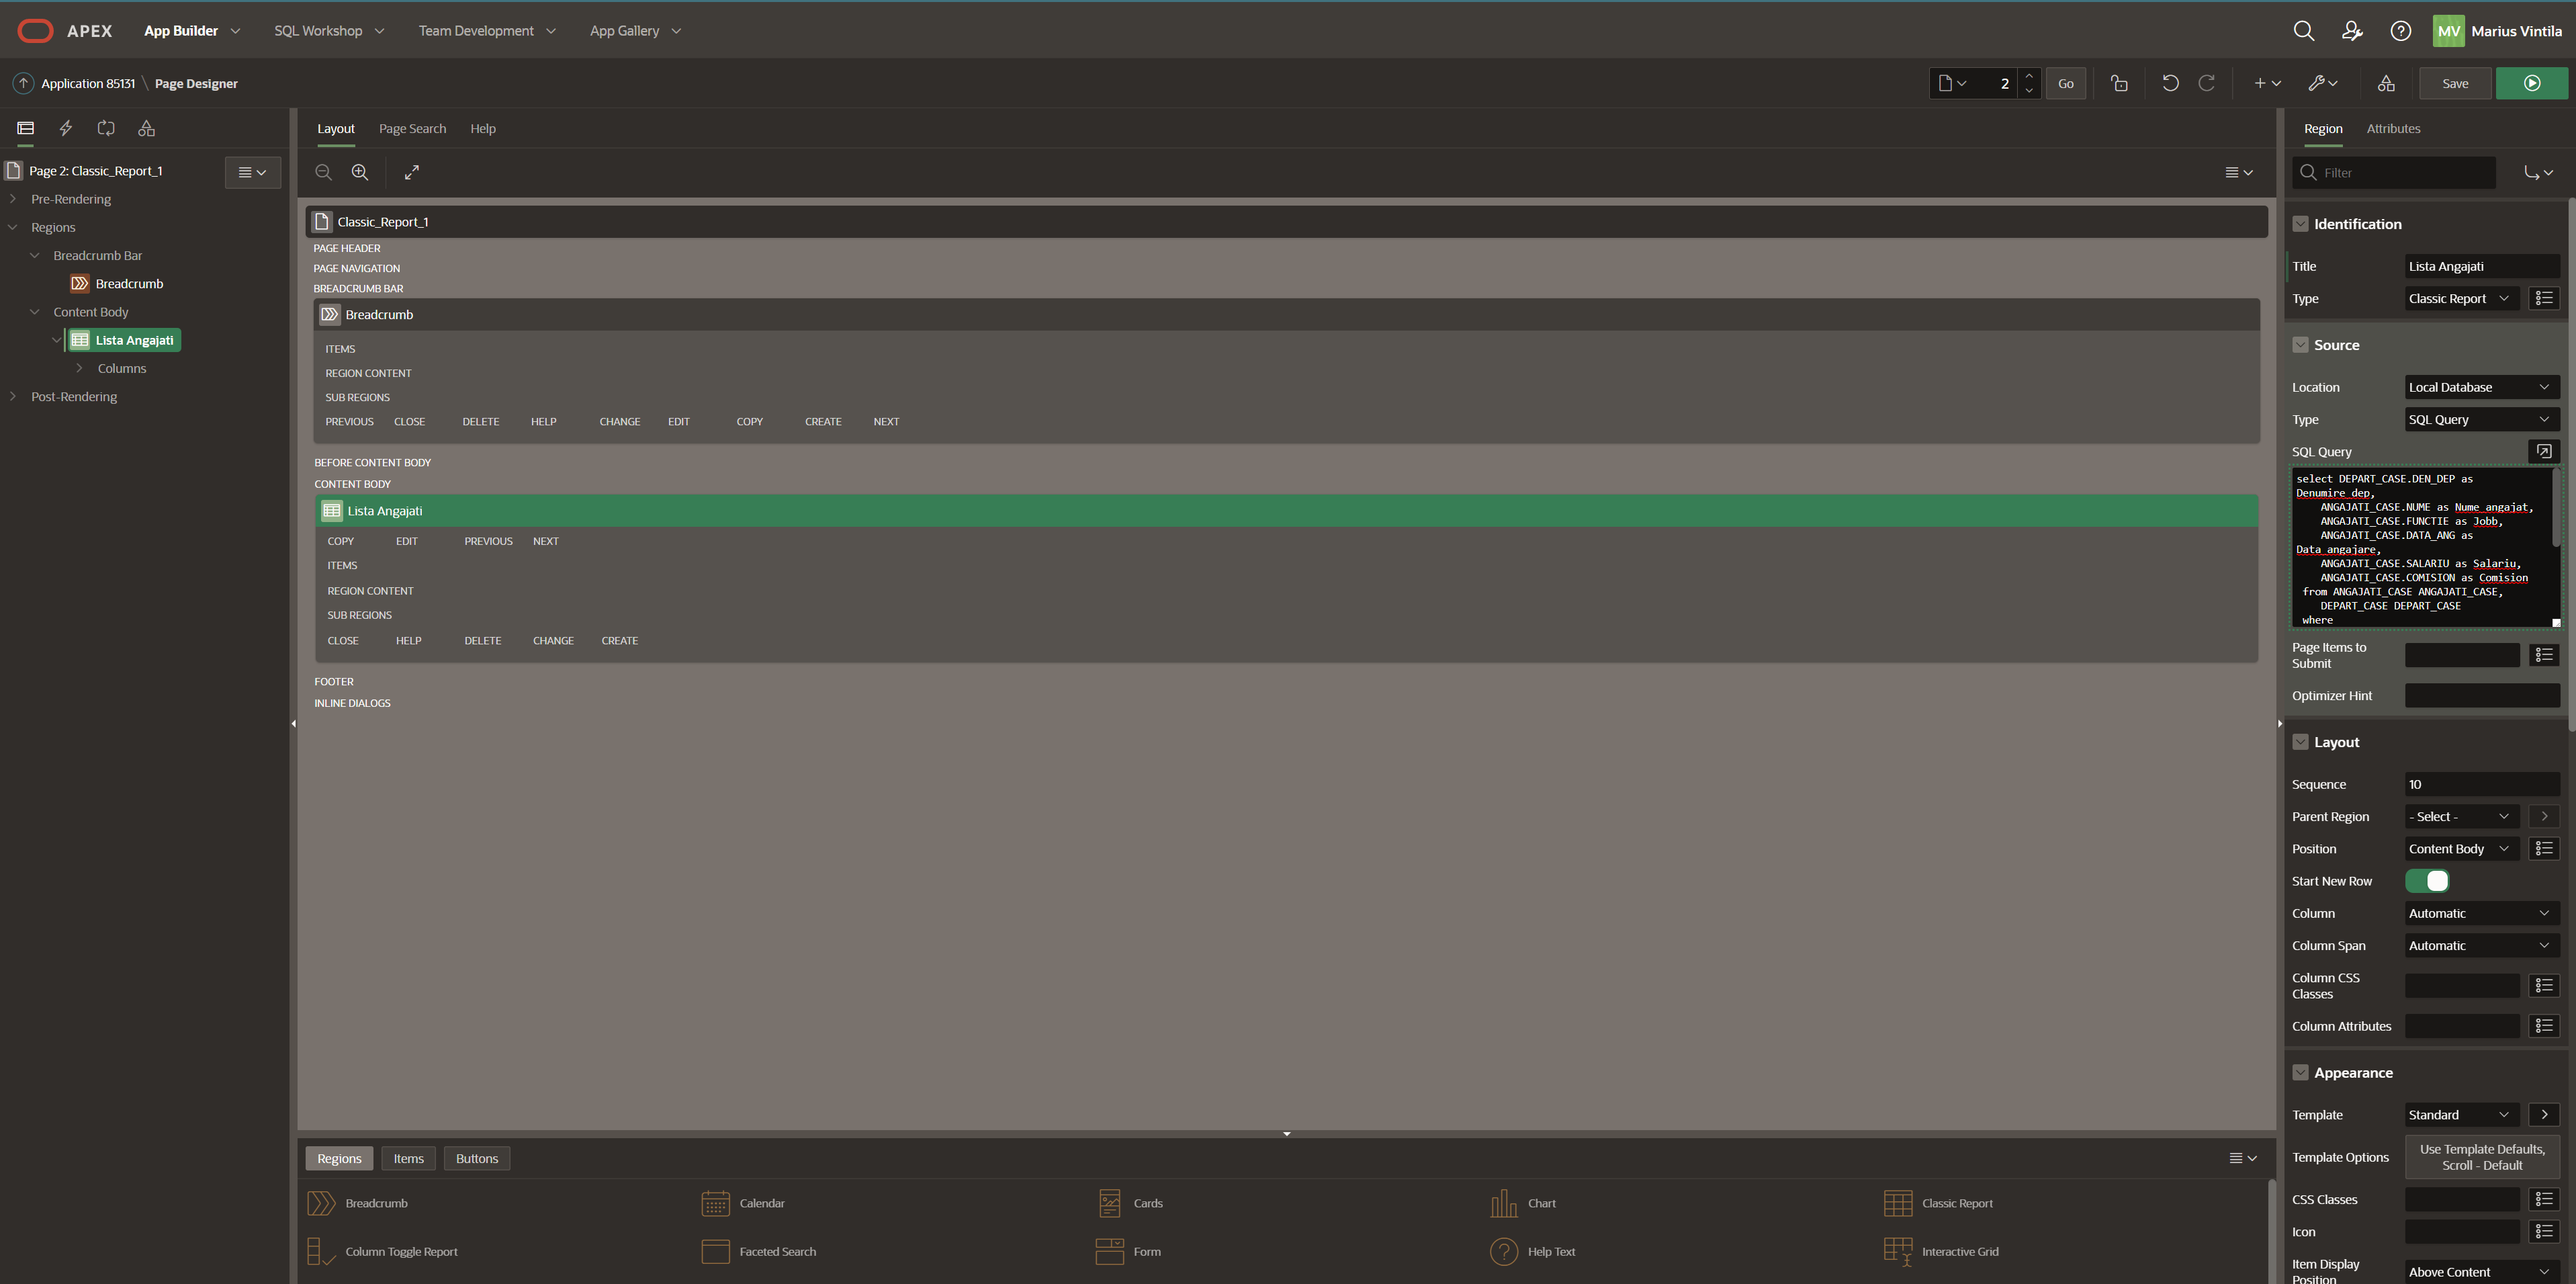 APEX App Builder SQL Workshop Team Development App Gallery MV Marius Vintila
Application 85131 \ Page Designer 2 Go Save
Page 2: Classic_Report_1
Pre-Rendering
Regions
Breadcrumb Bar
Breadcrumb
Content Body
Lista Angajati
Columns
Post-Rendering
Layout Page Search Help
Classic_Report_1
PAGE HEADER
PAGE NAVIGATION
BREADCRUMB BAR
Breadcrumb
ITEMS
REGION CONTENT
SUB REGIONS
PREVIOUS CLOSE DELETE HELP CHANGE EDIT COPY CREATE NEXT
BEFORE CONTENT BODY
CONTENT BODY
Lista Angajati
COPY EDIT PREVIOUS NEXT
ITEMS
REGION CONTENT
SUB REGIONS
CLOSE HELP DELETE CHANGE CREATE
FOOTER
INLINE DIALOGS
Regions Items Buttons
Breadcrumb Calendar Cards Chart Classic Report
Column Toggle Report Faceted Search Form Help Text Interactive Grid
Region Attributes
Filter
Identification
Title Lista Angajati
Type Classic Report
Source
Location Local Database
Type SQL Query
SQL Query
select DEPART_CASE.DEN_DEP as
Denumire_dep,
ANGAJATI_CASE.NUME as Nume_angajat,
ANGAJATI_CASE.FUNCTIE as Jobb,
ANGAJATI_CASE.DATA_ANG as
Data_angajare,
ANGAJATI_CASE.SALARIU as Salariu,
ANGAJATI_CASE.COMISION as Comision
from ANGAJATI_CASE ANGAJATI_CASE,
DEPART_CASE DEPART_CASE
where
Page Items to
Submit
Optimizer Hint
Layout
Sequence 10
Parent Region - Select -
Position Content Body
Start New Row
Column Automatic
Column Span Automatic
Column CSS
Classes
Column Attributes
Appearance
Template Standard
Template Options Use Template Defaults,
Scroll - Default
CSS Classes
Icon
Item Display
Position Above Content